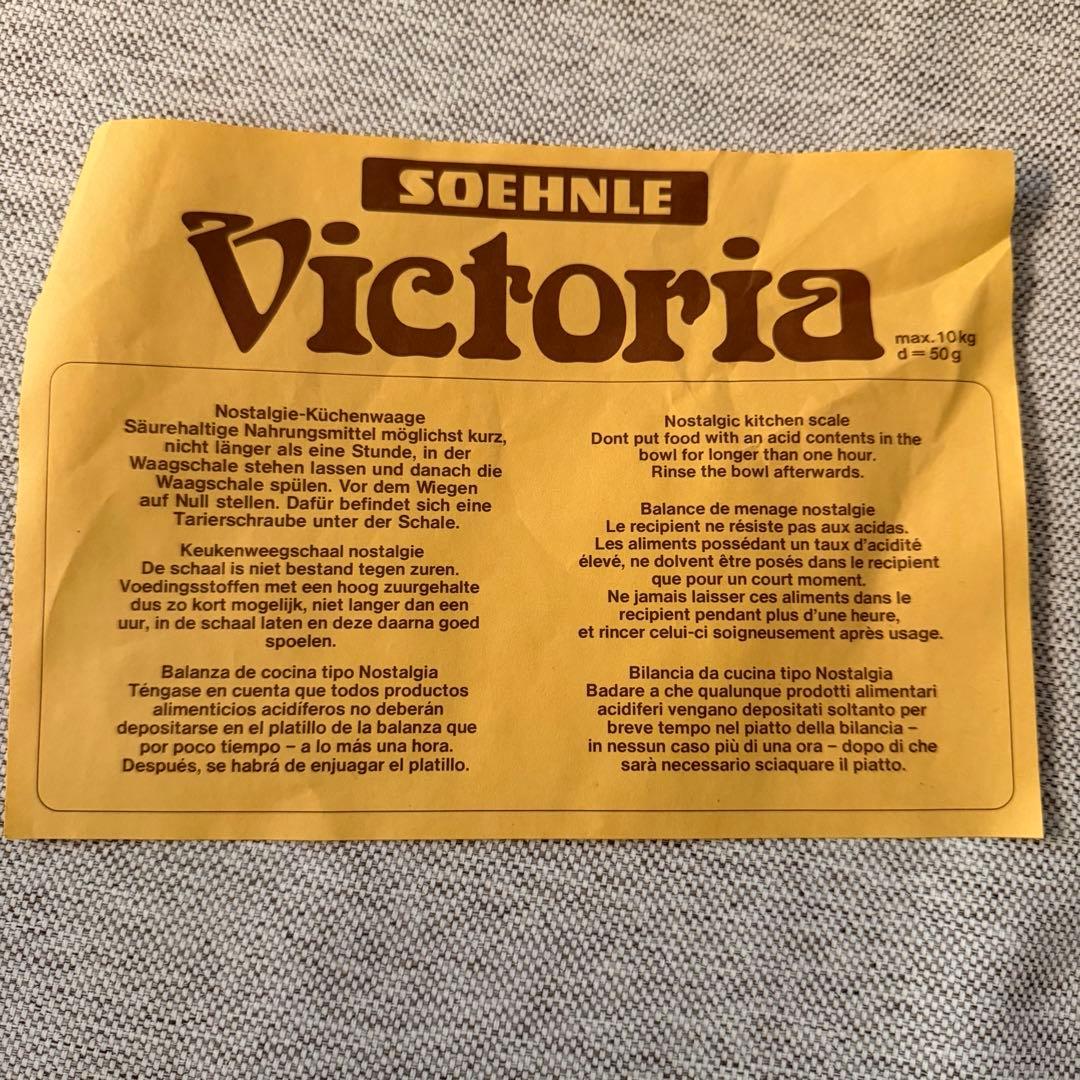 SOEHNLE
Victoria
max. 10 kg
d = 50 g
Nostalgie-Küchenwaage
Säurehaltige Nahrungsmittel möglichst kurz,
nicht länger als eine Stunde, in der
Waagschale stehen lassen und danach die
Waagschale spülen. Vor dem Wiegen
auf Null stellen. Dafür befindet sich eine
Tarierschraube unter der Schale.
Keukenweegschaal nostalgie
De schaal is niet bestand tegen zuren.
Voedingsstoffen met een hoog zuurgehalte
dus zo kort mogelijk, niet langer dan een
uur, in de schaal laten en deze daarna goed
spoelen.
Balanza de cocina tipo Nostalgia
Téngase en cuenta que todos productos
alimenticios acidíferos no deberán
depositarse en el platillo de la balanza que
por poco tiempo – a lo más una hora.
Después, se habrá de enjuagar el platillo.
Nostalgic kitchen scale
Dont put food with an acid contents in the
bowl for longer than one hour.
Rinse the bowl afterwards.
Balance de menage nostalgie
Le recipient ne résiste pas aux acidas.
Les aliments possédant un taux d'acidité
élevé, ne dolvent être posés dans le recipient
que pour un court moment.
Ne jamais laisser ces aliments dans le
recipient pendant plus d'une heure,
et rincer celui-ci soigneusement après usage.
Bilancia da cucina tipo Nostalgia
Badare a che qualunque prodotti alimentari
acidiferi vengano depositati soltanto per
breve tempo nel piatto della bilancia –
in nessun caso più di una ora – dopo di che
sarà necessario sciaquare il piatto.